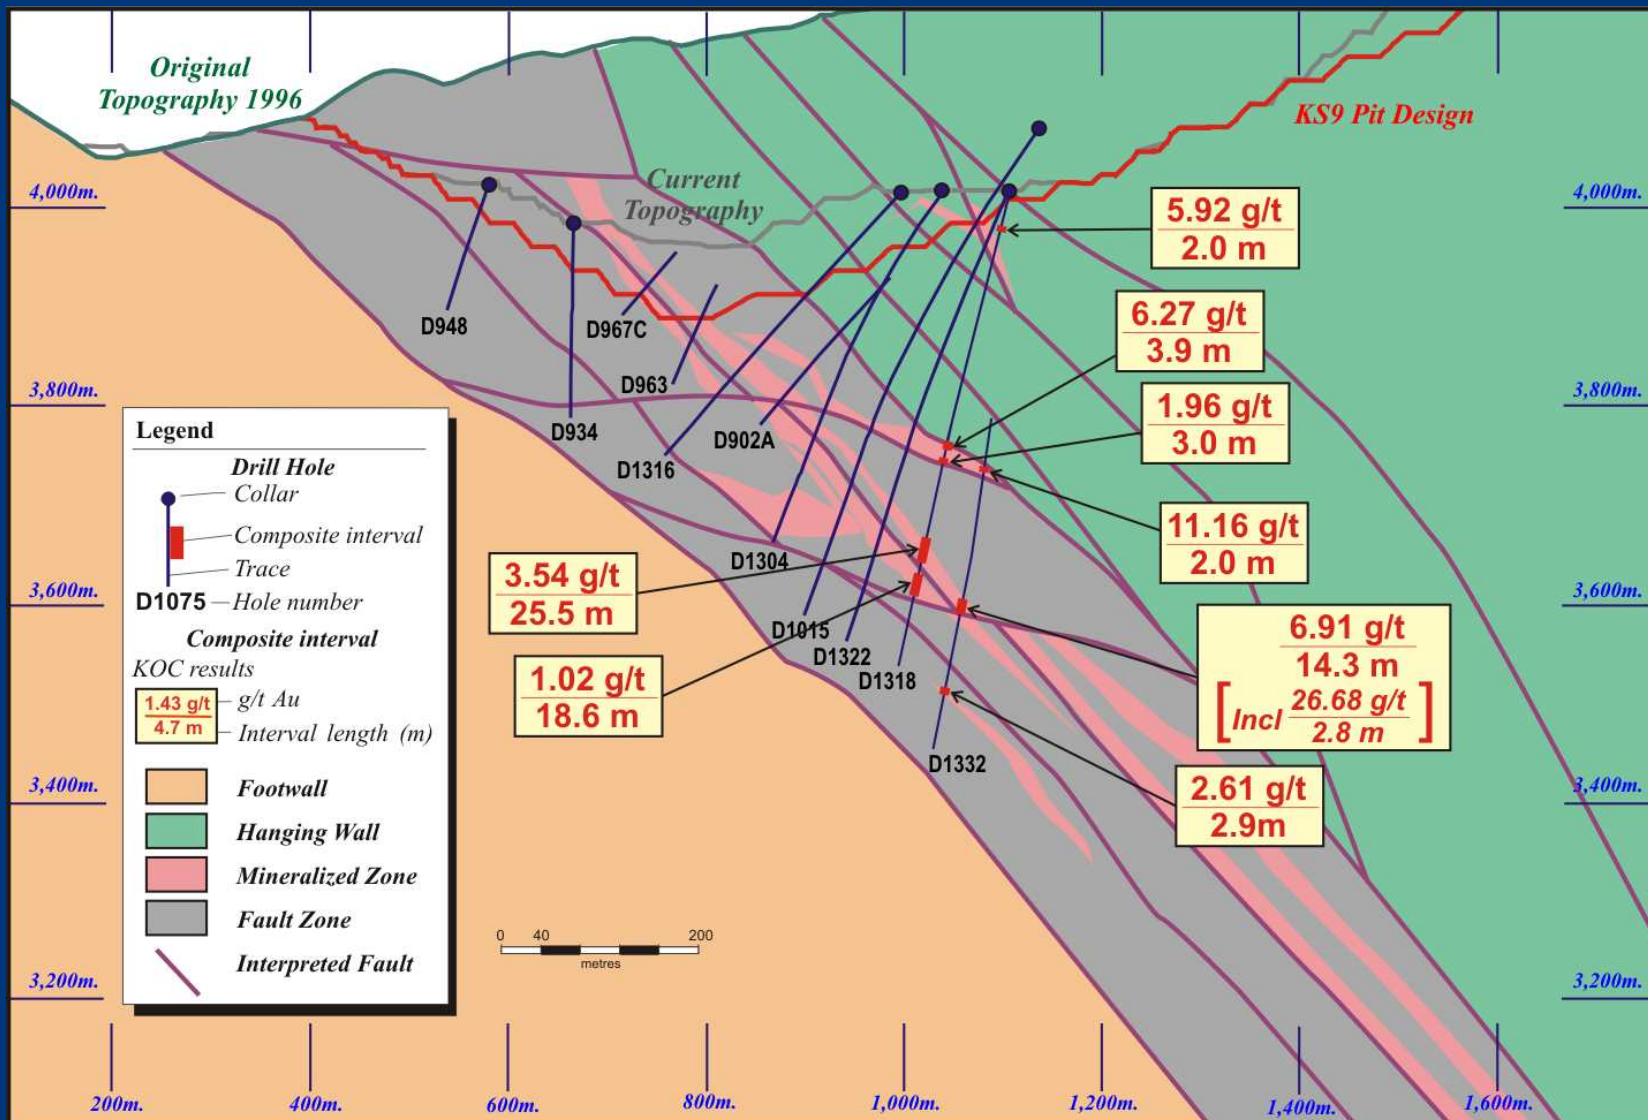 Original
Topography 1996
KS9 Pit Design
Current
Topography
4,000m.
4,000m.
5.92 g/t
2.0 m
6.27 g/t
3.9 m
D948
D967C
D963
3,800m.
3,800m.
1.96 g/t
3.0 m
D934
D902A
D1316
11.16 g/t
2.0 m
D1304
3.54 g/t
25.5 m
3,600m.
3,600m.
D1015
D1322
D1318
1.02 g/t
18.6 m
6.91 g/t
14.3 m
[Incl 26.68 g/t
2.8 m]
D1332
2.61 g/t
2.9m
3,400m.
3,400m.
3,200m.
3,200m.
Legend
Drill Hole
Collar
Composite interval
Trace
D1075 – Hole number
Composite interval
KOC results
1.43 g/t
4.7 m
g/t Au
Interval length (m)
Footwall
Hanging Wall
Mineralized Zone
Fault Zone
Interpreted Fault
0 40 200
metres
200m. 400m. 600m. 800m. 1,000m. 1,200m. 1,400m. 1,600m.